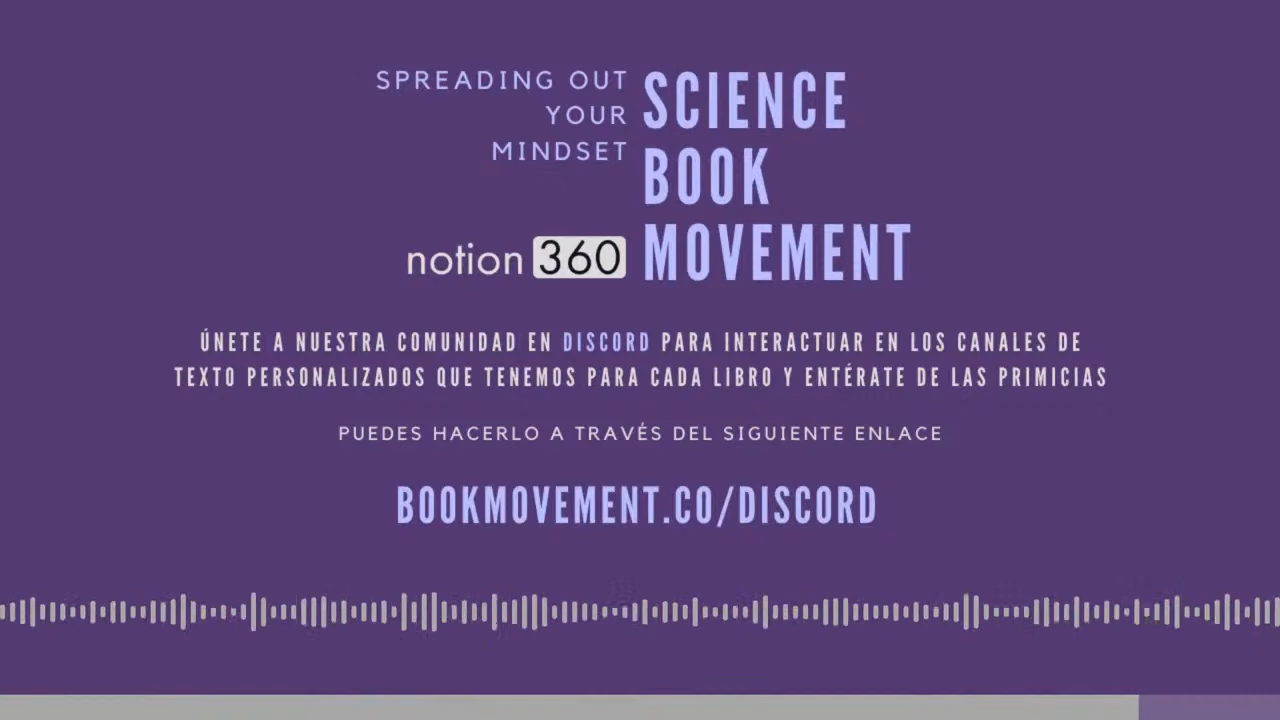 SPREADING OUT
YOUR
MINDSET
notion 360
SCIENCE
BOOK
MOVEMENT
ÚNETE A NUESTRA COMUNIDAD EN DISCORD PARA INTERACTUAR EN LOS CANALES DE
TEXTO PERSONALIZADOS QUE TENEMOS PARA CADA LIBRO Y ENTÉRATE DE LAS PRIMICIAS
PUEDES HACERLO A TRAVÉS DEL SIGUIENTE ENLACE
BOOKMOVEMENT.CO/DISCORD